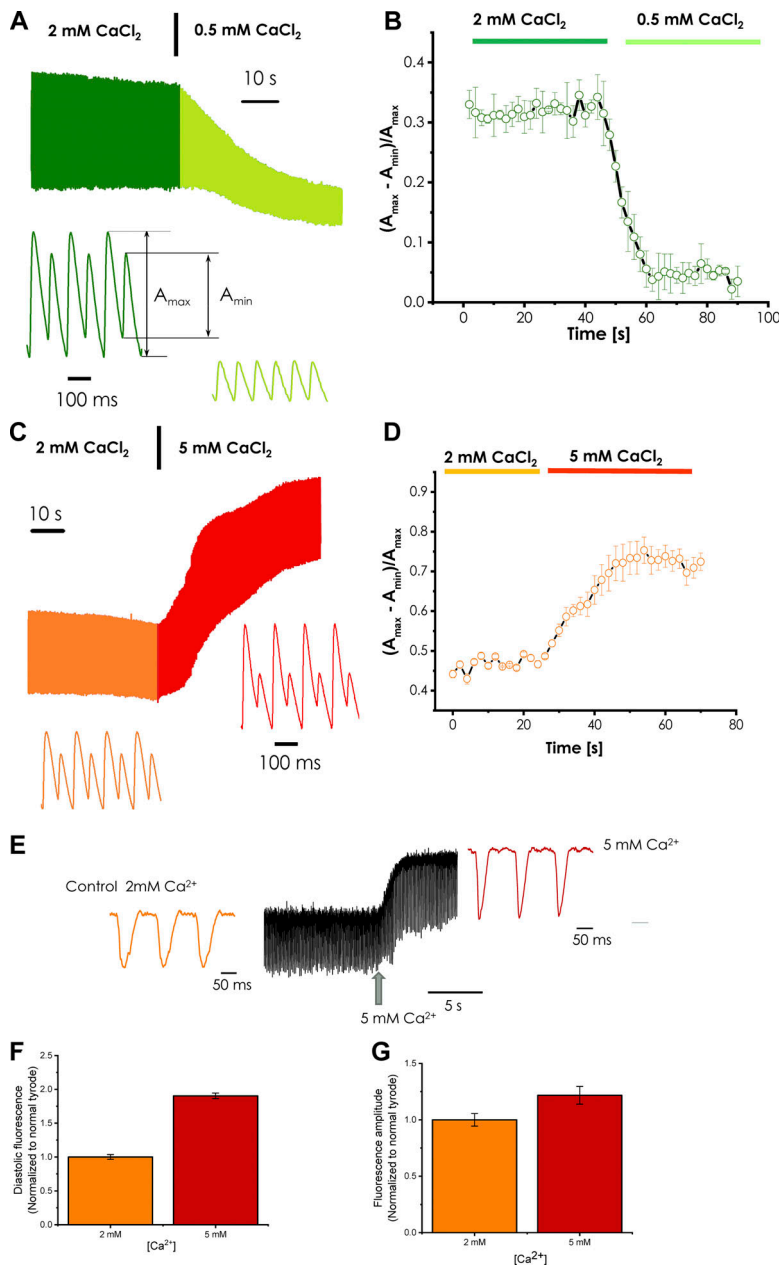 A
2 mM CaCl₂
0.5 mM CaCl₂
10 s
Amax
Amin
100 ms
B
2 mM CaCl₂
0.5 mM CaCl₂
(Amax - Amin)/Amax
0.4
0.3
0.2
0.1
0.0
0 20 40 60 80 100
Time [s]
C
2 mM CaCl₂
5 mM CaCl₂
10 s
100 ms
D
2 mM CaCl₂
5 mM CaCl₂
(Amax - Amin)/Amax
0.9
0.8
0.7
0.6
0.5
0.4
0 20 40 60 80
Time [s]
E
Control 2mM Ca²⁺
50 ms
5 mM Ca²⁺
5 s
5 mM Ca²⁺
50 ms
F
Diastolic fluorescence
(Normalized to normal tyrode)
2.5
2.0
1.5
1.0
0.5
0.0
2 mM
5 mM
[Ca²⁺]
G
Fluorescence amplitude
(Normalized to normal tyrode)
1.5
1.0
0.5
0.0
2 mM
5 mM
[Ca²⁺]